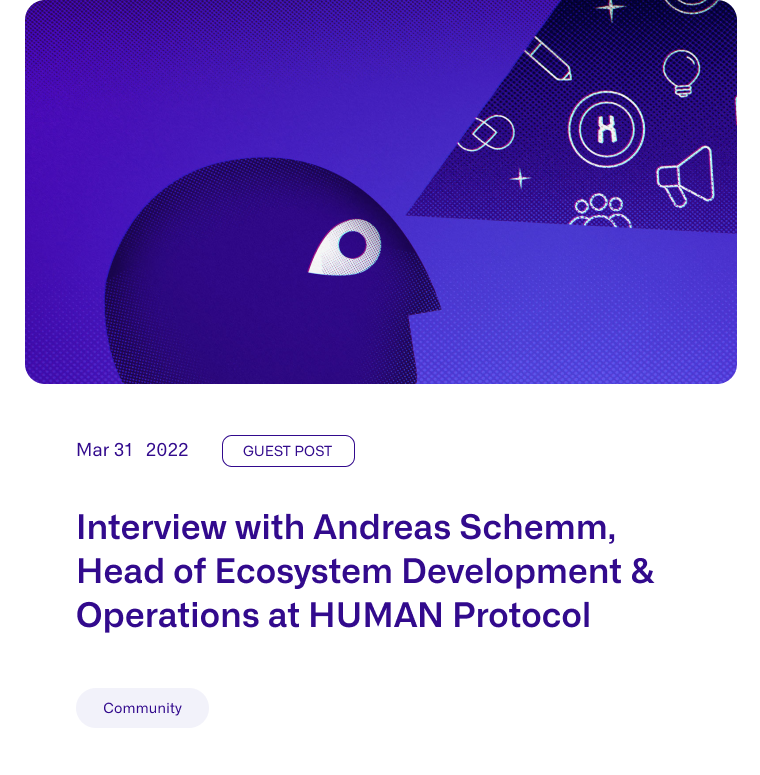 Mar 31 2022
GUEST POST
Interview with Andreas Schemm,
Head of Ecosystem Development &
Operations at HUMAN Protocol
Community